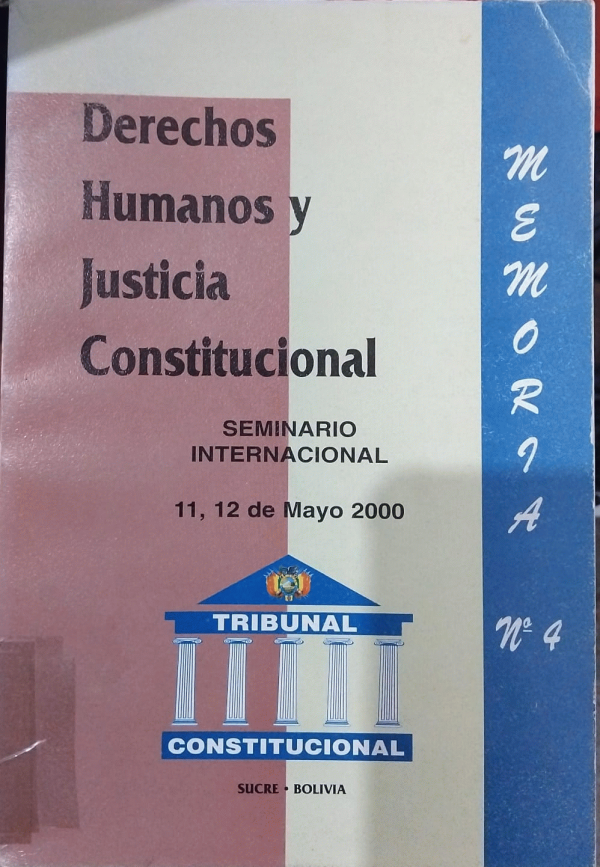 Derechos
Humanos y
Justicia
Constitucional
SEMINARIO
INTERNACIONAL
11, 12 de Mayo 2000
TRIBUNAL
CONSTITUCIONAL
SUCRE • BOLIVIA
MEMORIA
Nº 4